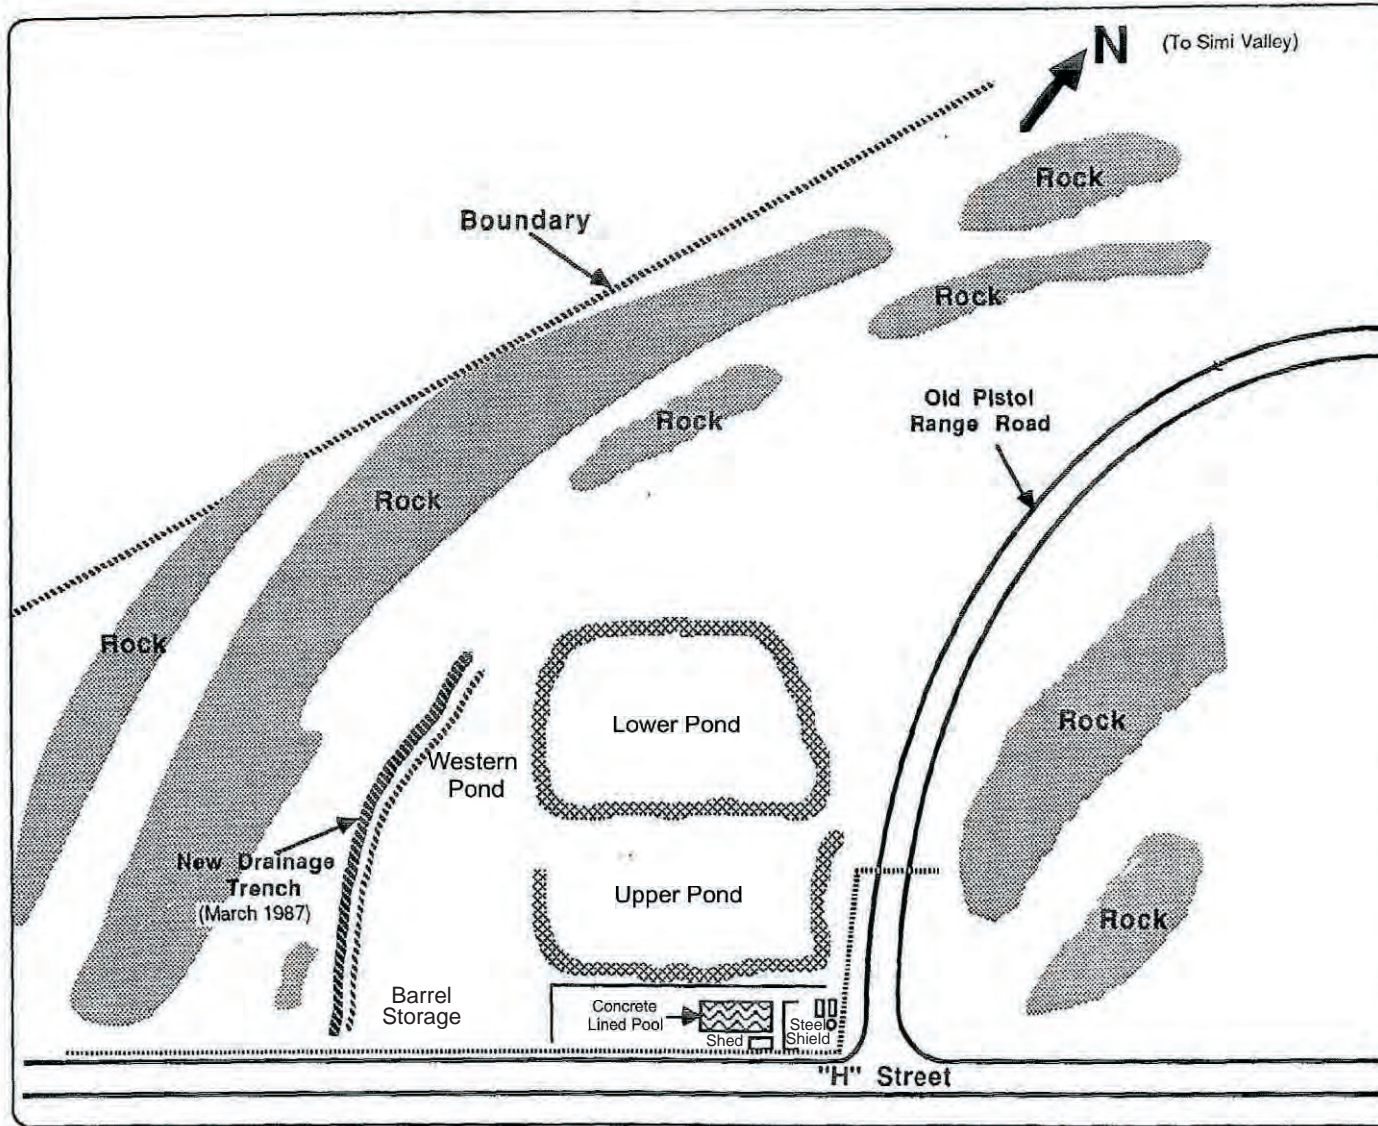 N
(To Simi Valley)
Rock
Boundary
Rock
Old Pistol
Range Road
Rock
Rock
Rock
Lower Pond
Rock
Western
Pond
New Drainage
Trench
(March 1987)
Upper Pond
Rock
Barrel
Storage
Concrete
Lined Pool
Shed
Steel
Shield
"H" Street